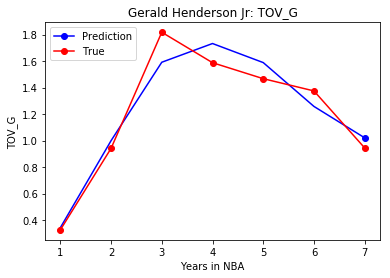 Gerald Henderson Jr: TOV_G
Prediction
True
TOV_G
1.8
1.6
1.4
1.2
1.0
0.8
0.6
0.4
1 2 3 4 5 6 7
Years in NBA